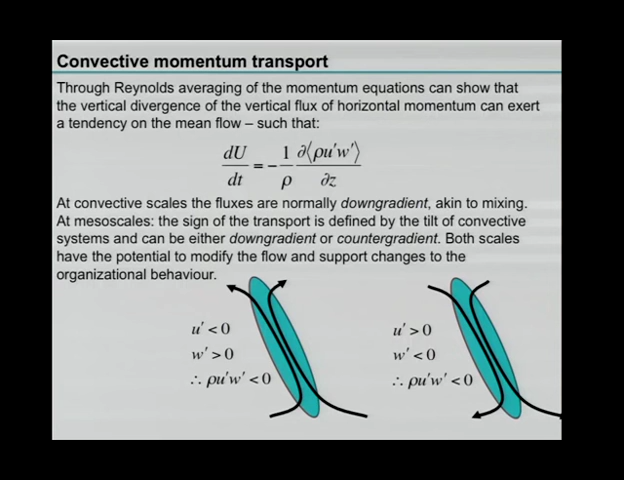 Convective momentum transport
Through Reynolds averaging of the momentum equations can show that
the vertical divergence of the vertical flux of horizontal momentum can exert
a tendency on the mean flow – such that:
dU/dt = − 1/ρ ∂⟨ρu'w'⟩/∂z
At convective scales the fluxes are normally downgradient, akin to mixing.
At mesoscales: the sign of the transport is defined by the tilt of convective
systems and can be either downgradient or countergradient. Both scales
have the potential to modify the flow and support changes to the
organizational behaviour.
u' < 0
w' > 0
∴ ρu'w' < 0
u' > 0
w' < 0
∴ ρu'w' < 0